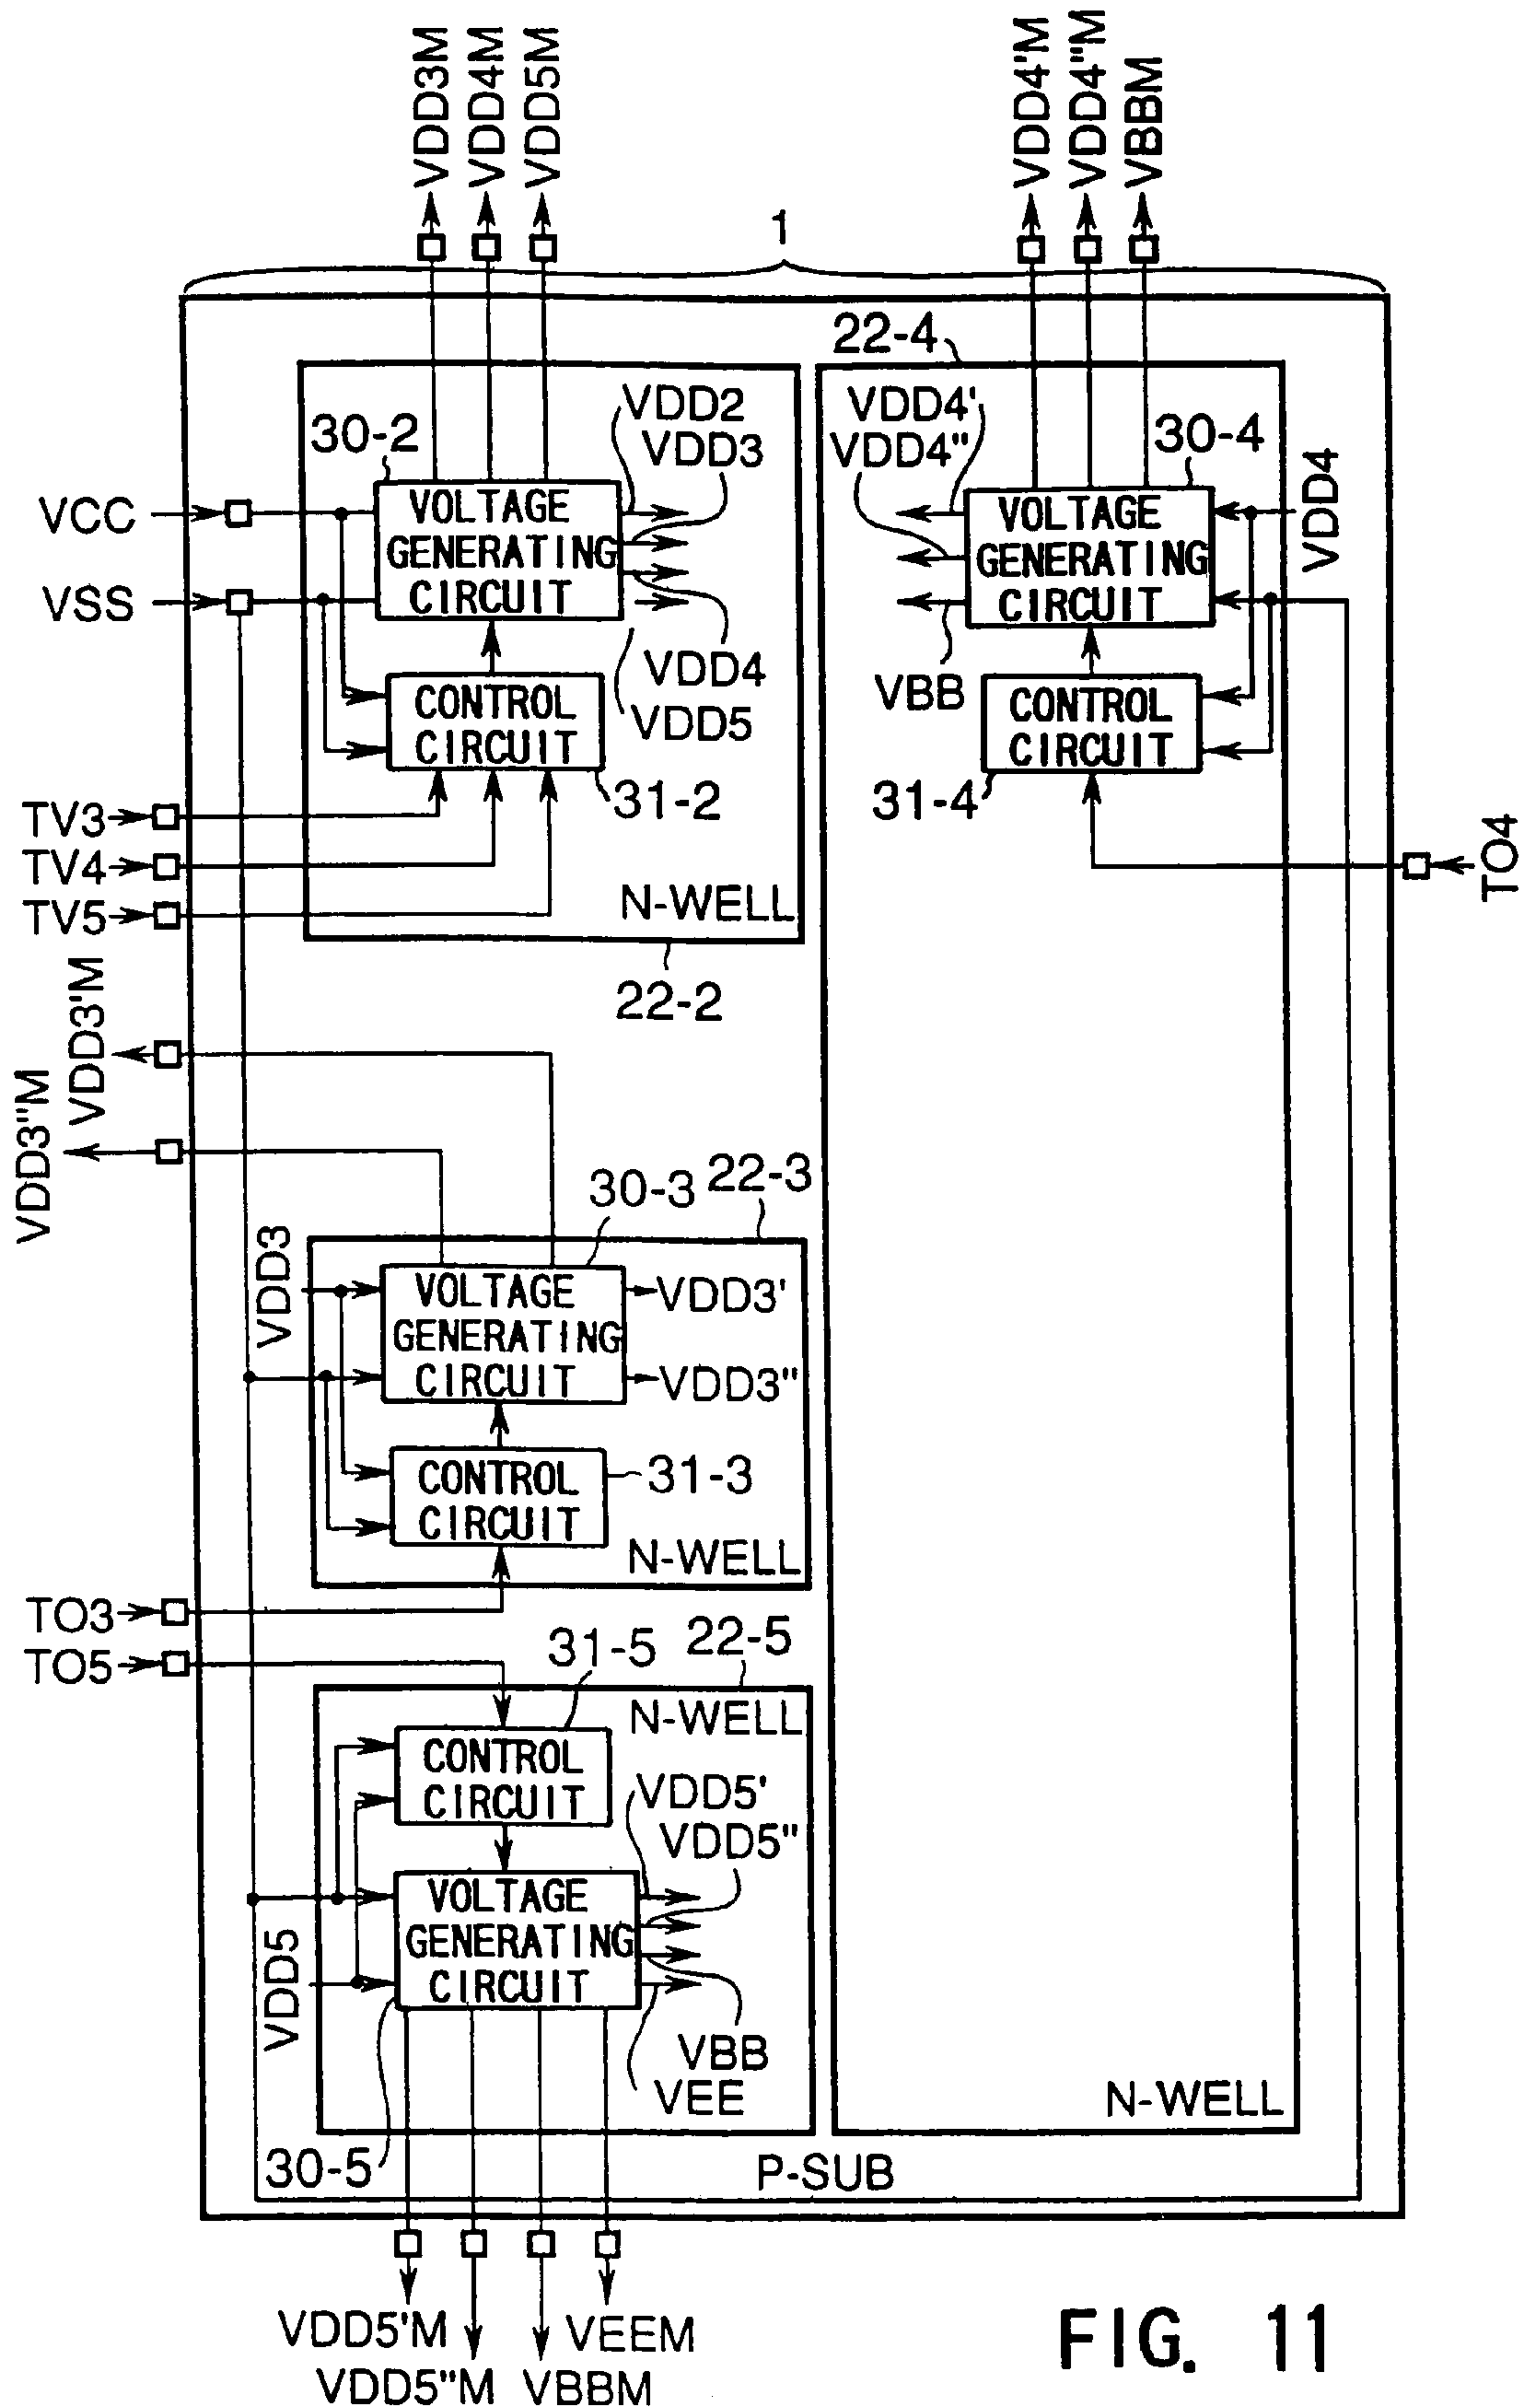 VDD3M
VDD4M
VDD5M
VDD4'M
VDD4"M
VBBM
1
22-4
VDD2
VDD3
30-2
VDD4'
VDD4"
30-4
VCC
VSS
VOLTAGE
GENERATING
CIRCUIT
VOLTAGE
GENERATING
CIRCUIT
VDD4
VDD4
VDD5
VBB
CONTROL
CIRCUIT
CONTROL
CIRCUIT
31-2
31-4
TV3
TV4
TV5
TO4
N-WELL
22-2
VDD3'M
VDD3"M
30-3
22-3
VDD3
VOLTAGE
GENERATING
CIRCUIT
VDD3'
VDD3"
CONTROL
CIRCUIT
31-3
N-WELL
TO3
TO5
31-5
22-5
N-WELL
CONTROL
CIRCUIT
VDD5'
VDD5"
VOLTAGE
GENERATING
CIRCUIT
VDD5
VBB
VEE
30-5
N-WELL
P-SUB
VDD5'M
VEEM
VDD5"M
VBBM
FIG. 11